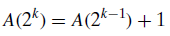 A(2^k) = A(2^{k-1}) + 1